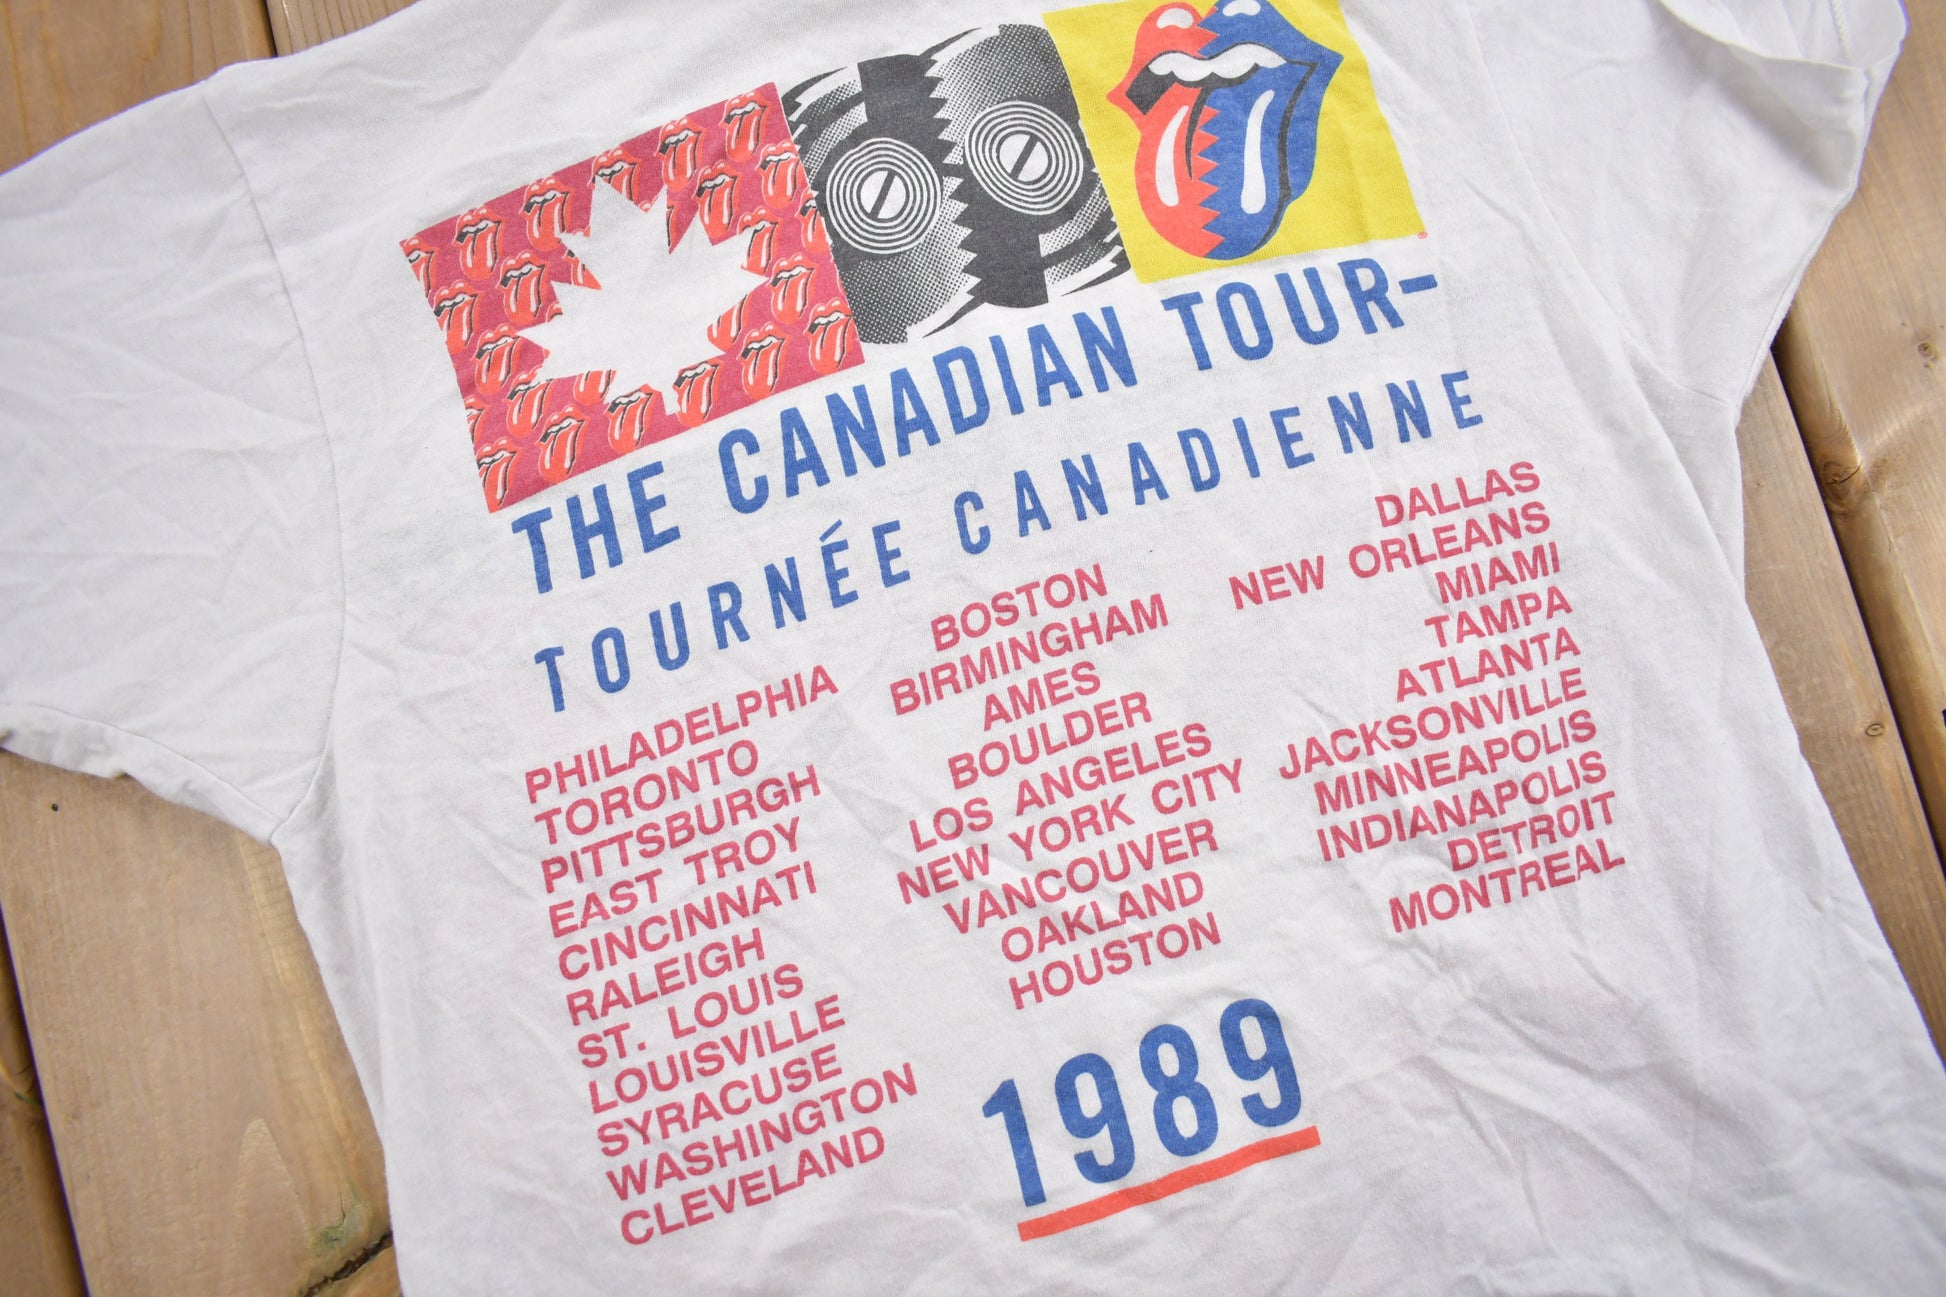 THE CANADIAN TOUR-
TOURNÉE CANADIENNE
PHILADELPHIA
TORONTO
PITTSBURGH
EAST TROY
CINCINNATI
RALEIGH
ST. LOUIS
LOUISVILLE
SYRACUSE
WASHINGTON
CLEVELAND
BOSTON
BIRMINGHAM
AMES
BOULDER
LOS ANGELES
NEW YORK CITY
VANCOUVER
OAKLAND
HOUSTON
DALLAS
NEW ORLEANS
MIAMI
TAMPA
ATLANTA
JACKSONVILLE
MINNEAPOLIS
INDIANAPOLIS
DETROIT
MONTREAL
1989